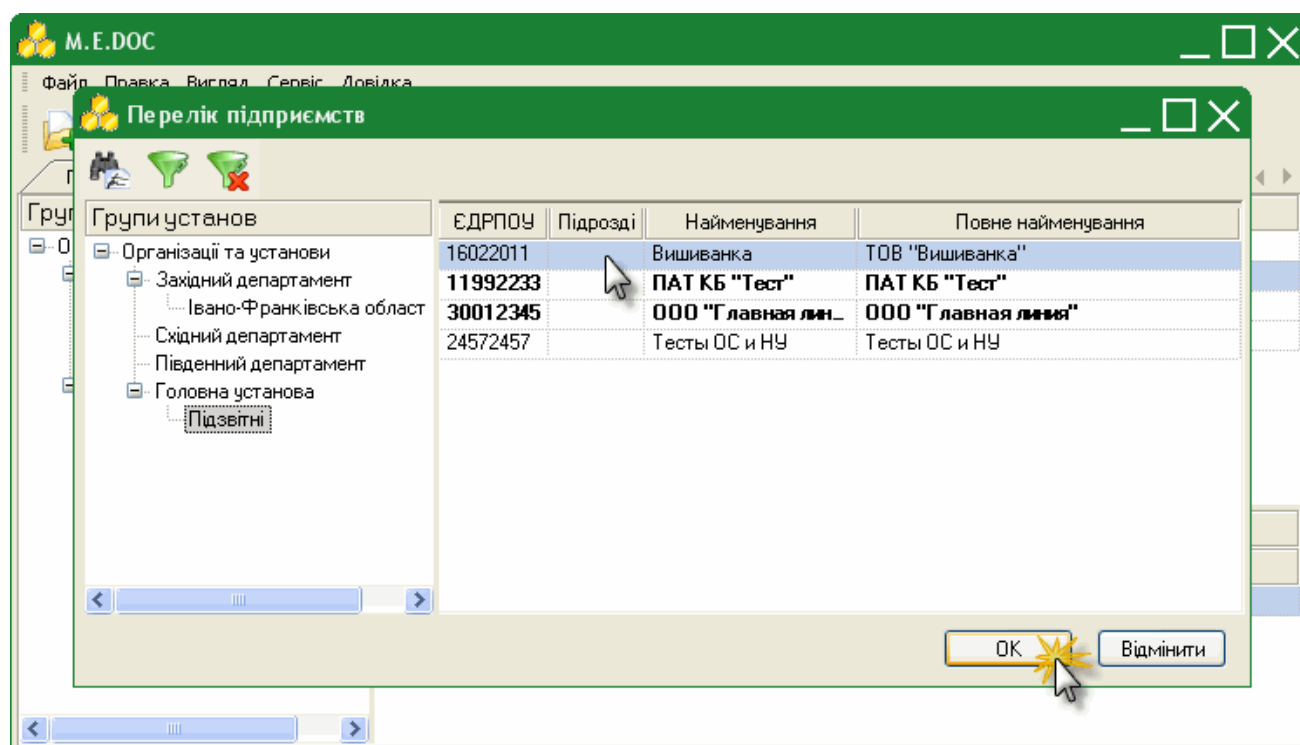 M.E.DOC
Файл Правка Вигляд Сервіс Довідка
Перелік підприємств
Груп
Групи установ
ЄДРПОУ Підрозді Найменування Повне найменування
Організації та установи
Західний департамент
Івано-Франківська област
Східний департамент
Південний департамент
Головна установа
Підзвітні
16022011 Вишиванка ТОВ "Вишиванка"
11992233 ПАТ КБ "Тест" ПАТ КБ "Тест"
30012345 ООО "Главная лин... ООО "Главная линия"
24572457 Тесты ОС и НУ Тесты ОС и НУ
OK Відмінити